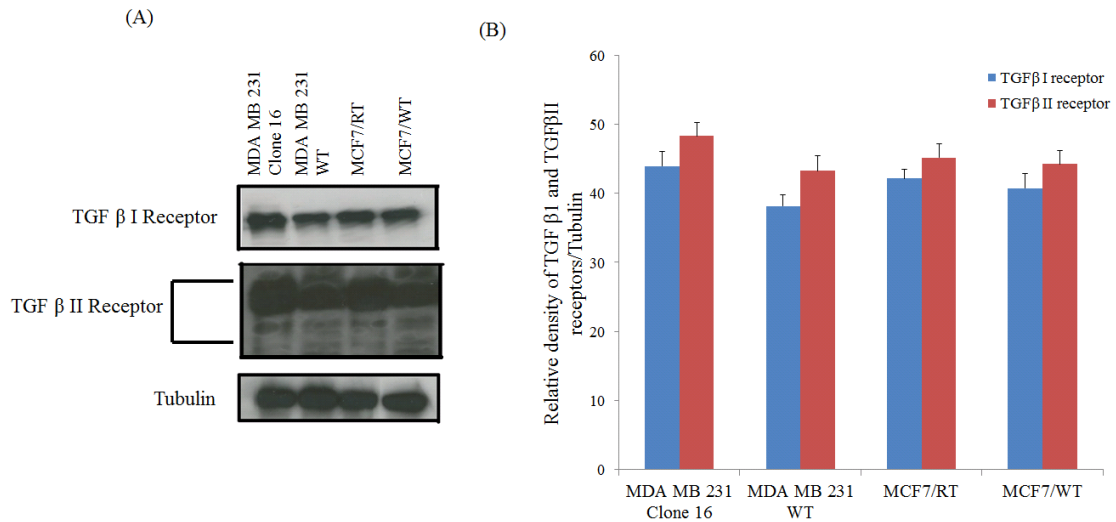 (A)
MDA MB 231
Clone 16
MDA MB 231
WT
MCF7/RT
MCF7/WT
TGF β I Receptor
TGF β II Receptor
Tubulin
(B)
Relative density of TGF β1 and TGFβII
receptors/Tubulin
60
50
40
30
20
10
0
TGFβ I receptor
TGFβ II receptor
MDA MB 231
Clone 16
MDA MB 231
WT
MCF7/RT
MCF7/WT